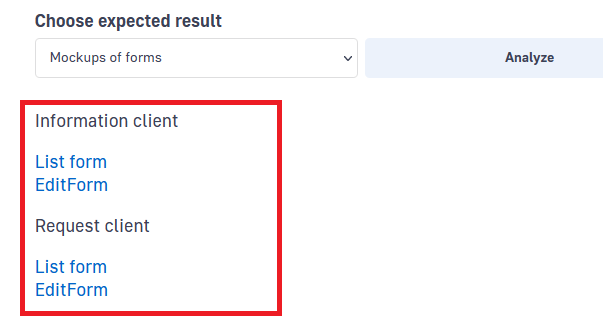 Choose expected result
Mockups of forms
Analyze
Information client
List form
EditForm
Request client
List form
EditForm